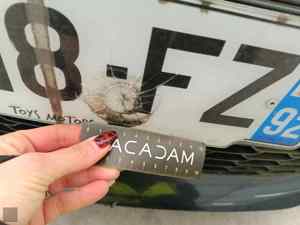 8-FZ
TOYS MOTORS
92
ACADAM